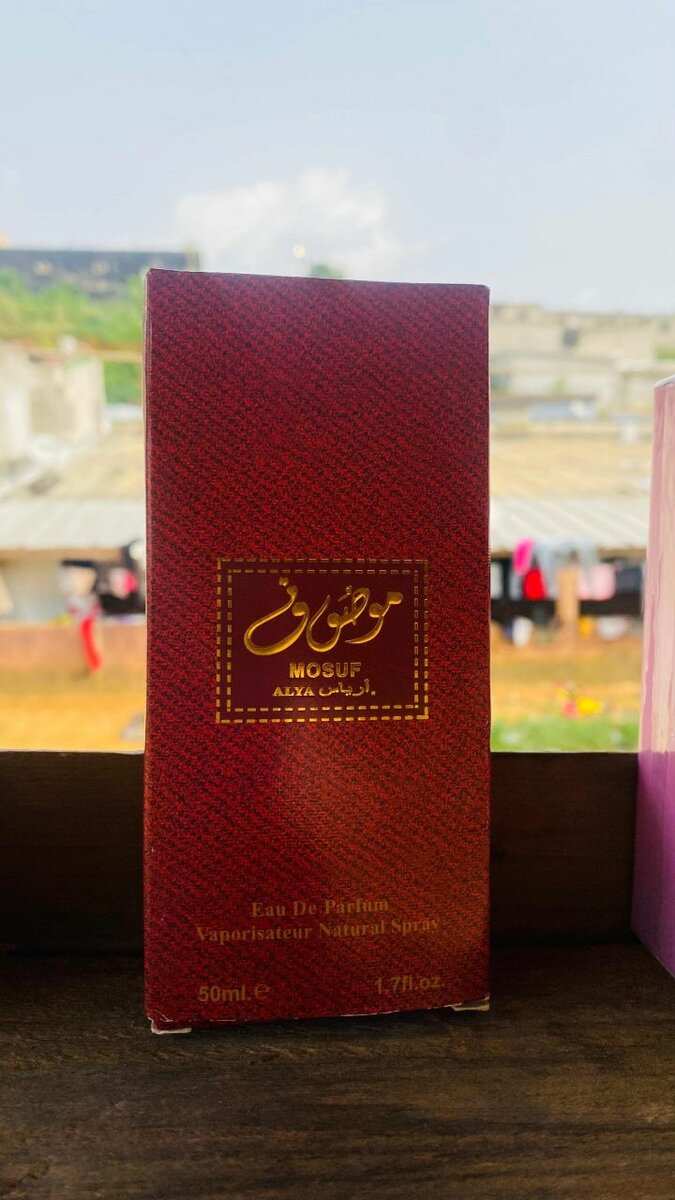 موصوف
MOSUF
ALYA أرياس.
Eau De Parfum
Vaporisateur Natural Spray
50ml.e 1.7fl.oz